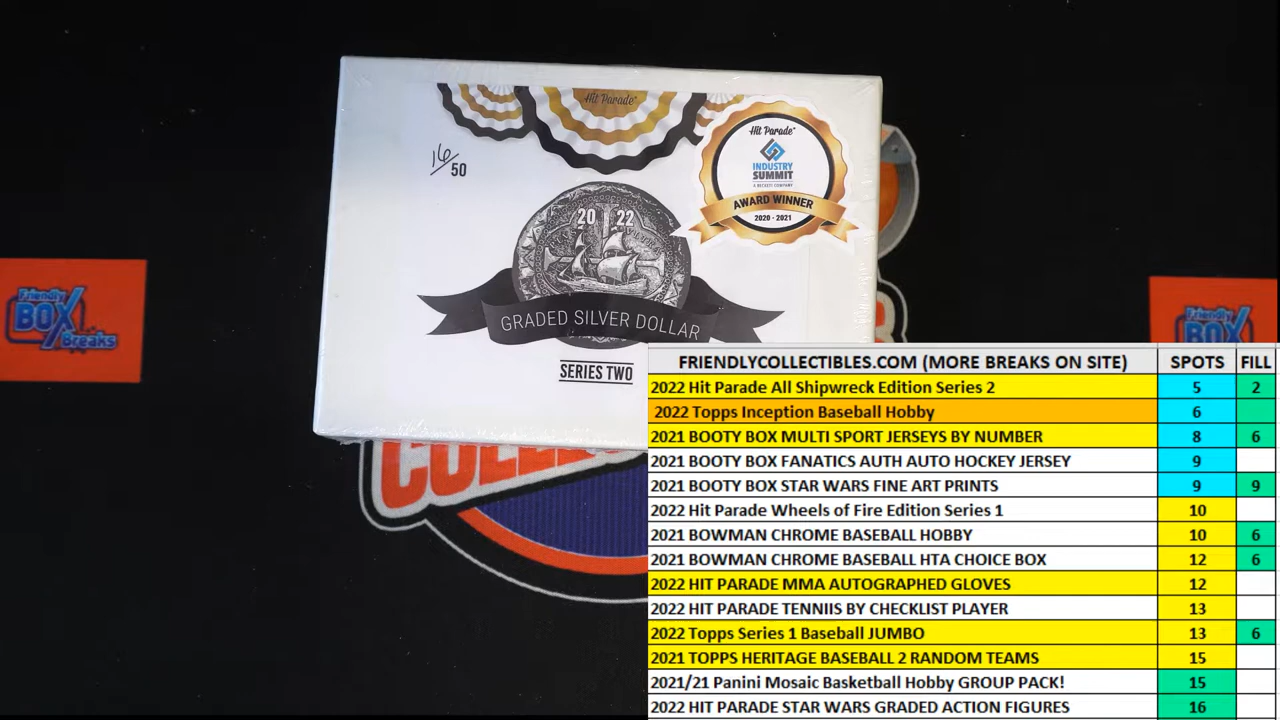 Hit Parade®
16/50
Hit Parade®
INDUSTRY
SUMMIT
A BECKETT COMPANY
AWARD WINNER
2020 - 2021
20 22
GRADED SILVER DOLLAR
SERIES TWO
Friendly
BOX
Breaks
Friendly
BOX
FRIENDLYCOLLECTIBLES.COM (MORE BREAKS ON SITE) SPOTS FILL
2022 Hit Parade All Shipwreck Edition Series 2 5 2
2022 Topps Inception Baseball Hobby 6
2021 BOOTY BOX MULTI SPORT JERSEYS BY NUMBER 8 6
2021 BOOTY BOX FANATICS AUTH AUTO HOCKEY JERSEY 9
2021 BOOTY BOX STAR WARS FINE ART PRINTS 9 9
2022 Hit Parade Wheels of Fire Edition Series 1 10
2021 BOWMAN CHROME BASEBALL HOBBY 10 6
2021 BOWMAN CHROME BASEBALL HTA CHOICE BOX 12 6
2022 HIT PARADE MMA AUTOGRAPHED GLOVES 12
2022 HIT PARADE TENNIIS BY CHECKLIST PLAYER 13
2022 Topps Series 1 Baseball JUMBO 13 6
2021 TOPPS HERITAGE BASEBALL 2 RANDOM TEAMS 15
2021/21 Panini Mosaic Basketball Hobby GROUP PACK! 15
2022 HIT PARADE STAR WARS GRADED ACTION FIGURES 16